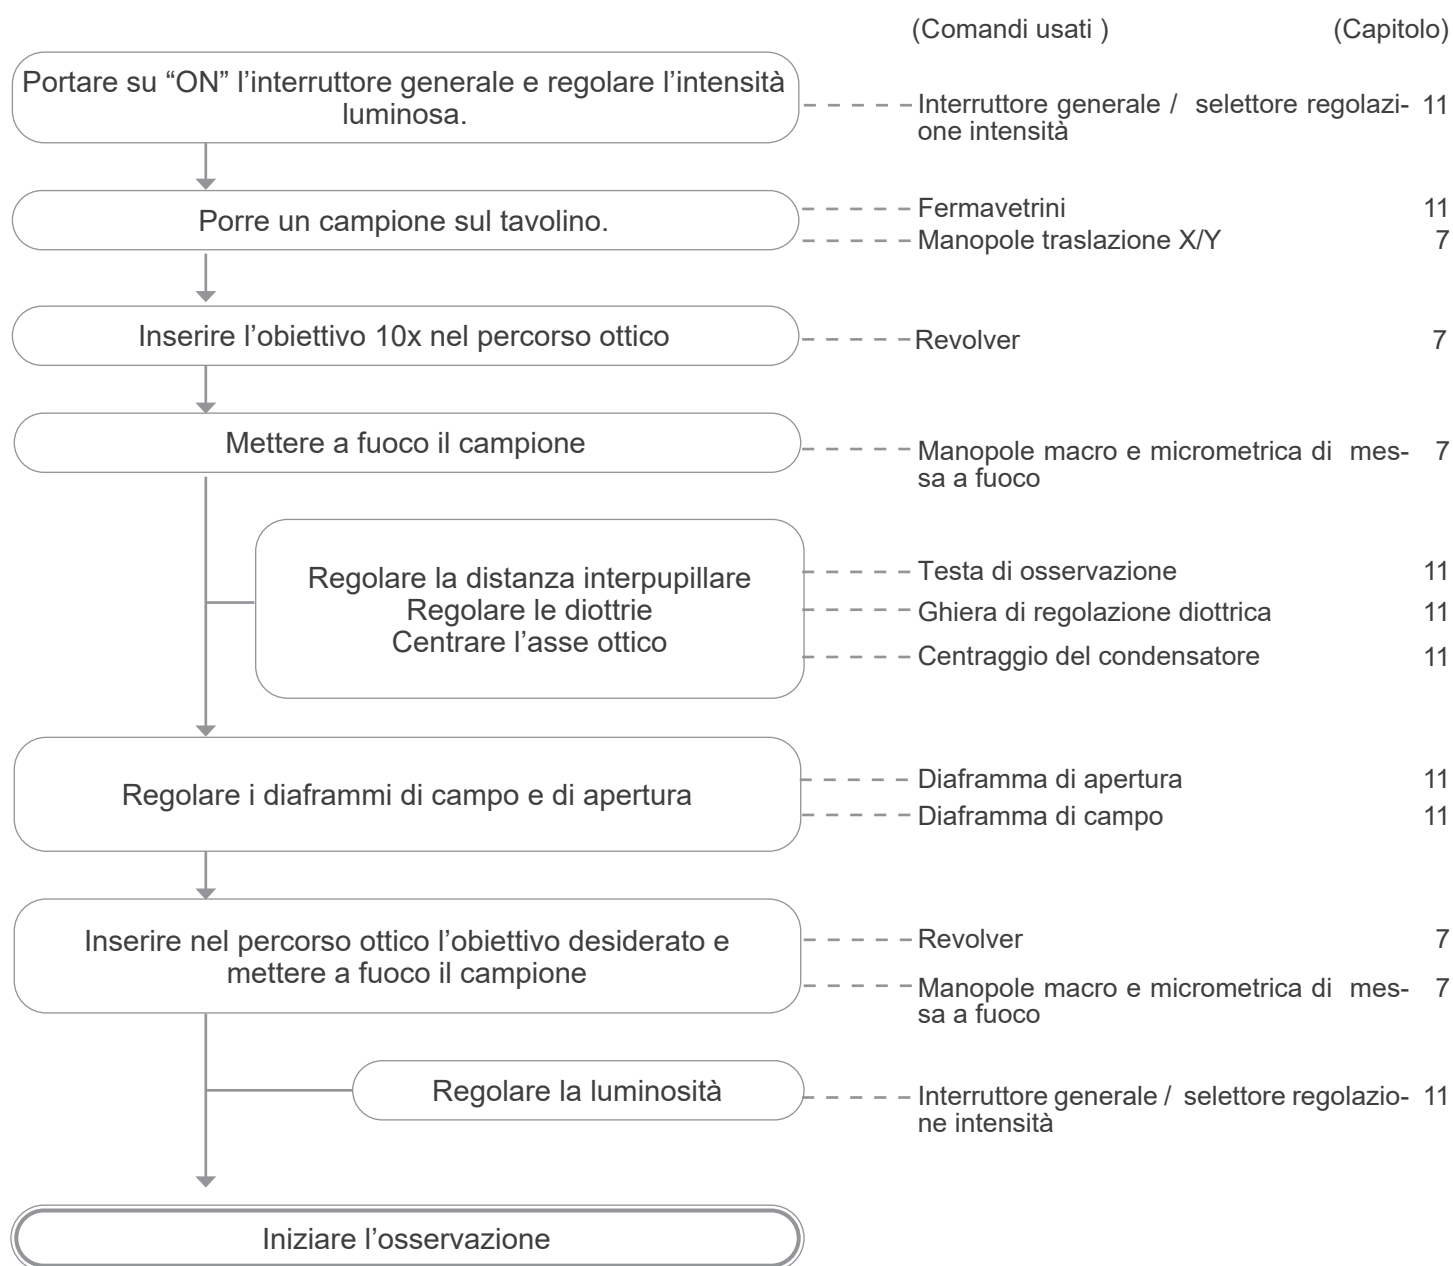 (Comandi usati ) (Capitolo)
Portare su “ON” l’interruttore generale e regolare l’intensità
luminosa.
Interruttore generale / selettore regolazi- 11
one intensità
Porre un campione sul tavolino.
Fermavetrini 11
Manopole traslazione X/Y 7
Inserire l’obiettivo 10x nel percorso ottico
Revolver 7
Mettere a fuoco il campione
Manopole macro e micrometrica di mes- 7
sa a fuoco
Regolare la distanza interpupillare
Regolare le diottrie
Centrare l’asse ottico
Testa di osservazione 11
Ghiera di regolazione diottrica 11
Centraggio del condensatore 11
Regolare i diaframmi di campo e di apertura
Diaframma di apertura 11
Diaframma di campo 11
Inserire nel percorso ottico l’obiettivo desiderato e
mettere a fuoco il campione
Revolver 7
Manopole macro e micrometrica di mes- 7
sa a fuoco
Regolare la luminosità
Interruttore generale / selettore regolazio- 11
ne intensità
Iniziare l’osservazione